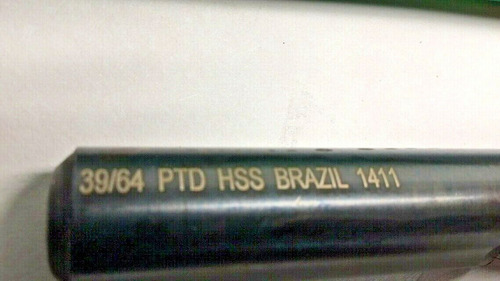 39/64 PTD HSS BRAZIL 1411